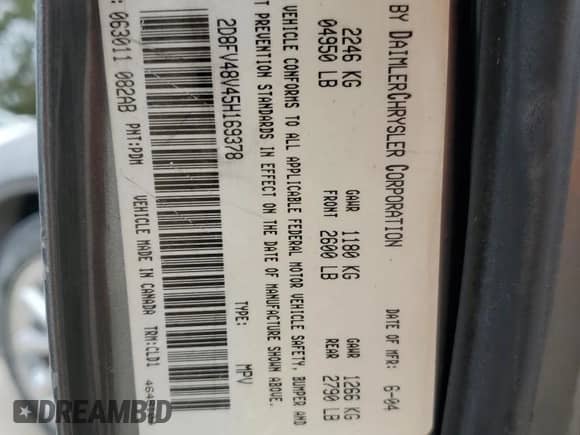 BY DAIMLERCHRYSLER CORPORATION
DATE OF MFR: 6-04
2246 KG
04950 LB
GAWR FRONT
1180 KG
2600 LB
GAWR REAR
1266 KG
2790 LB
VEHICLE CONFORMS TO ALL APPLICABLE FEDERAL MOTOR VEHICLE SAFETY, BUMPER AND
T PREVENTION STANDARDS IN EFFECT ON THE DATE OF MANUFACTURE SHOWN ABOVE.
2D8FV48V45H169378
TYPE: MPV
: 063011 082AB PNT:PDM
VEHICLE MADE IN CANADA TRM:CLD1
DREAMBID